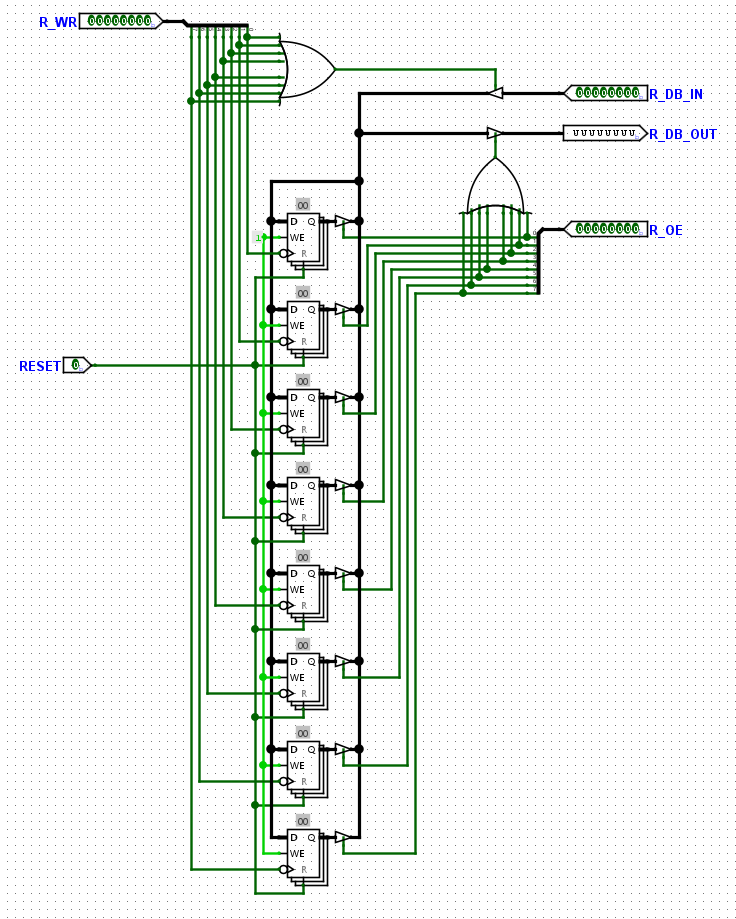 R_WR 00000000
R_DB_IN 00000000
R_DB_OUT UUUUUUUU
R_OE 00000000
00
D Q
1 WE
R
00
D Q
WE
R
RESET 0
00
D Q
WE
R
00
D Q
WE
R
00
D Q
WE
R
00
D Q
WE
R
00
D Q
WE
R
00
D Q
WE
R